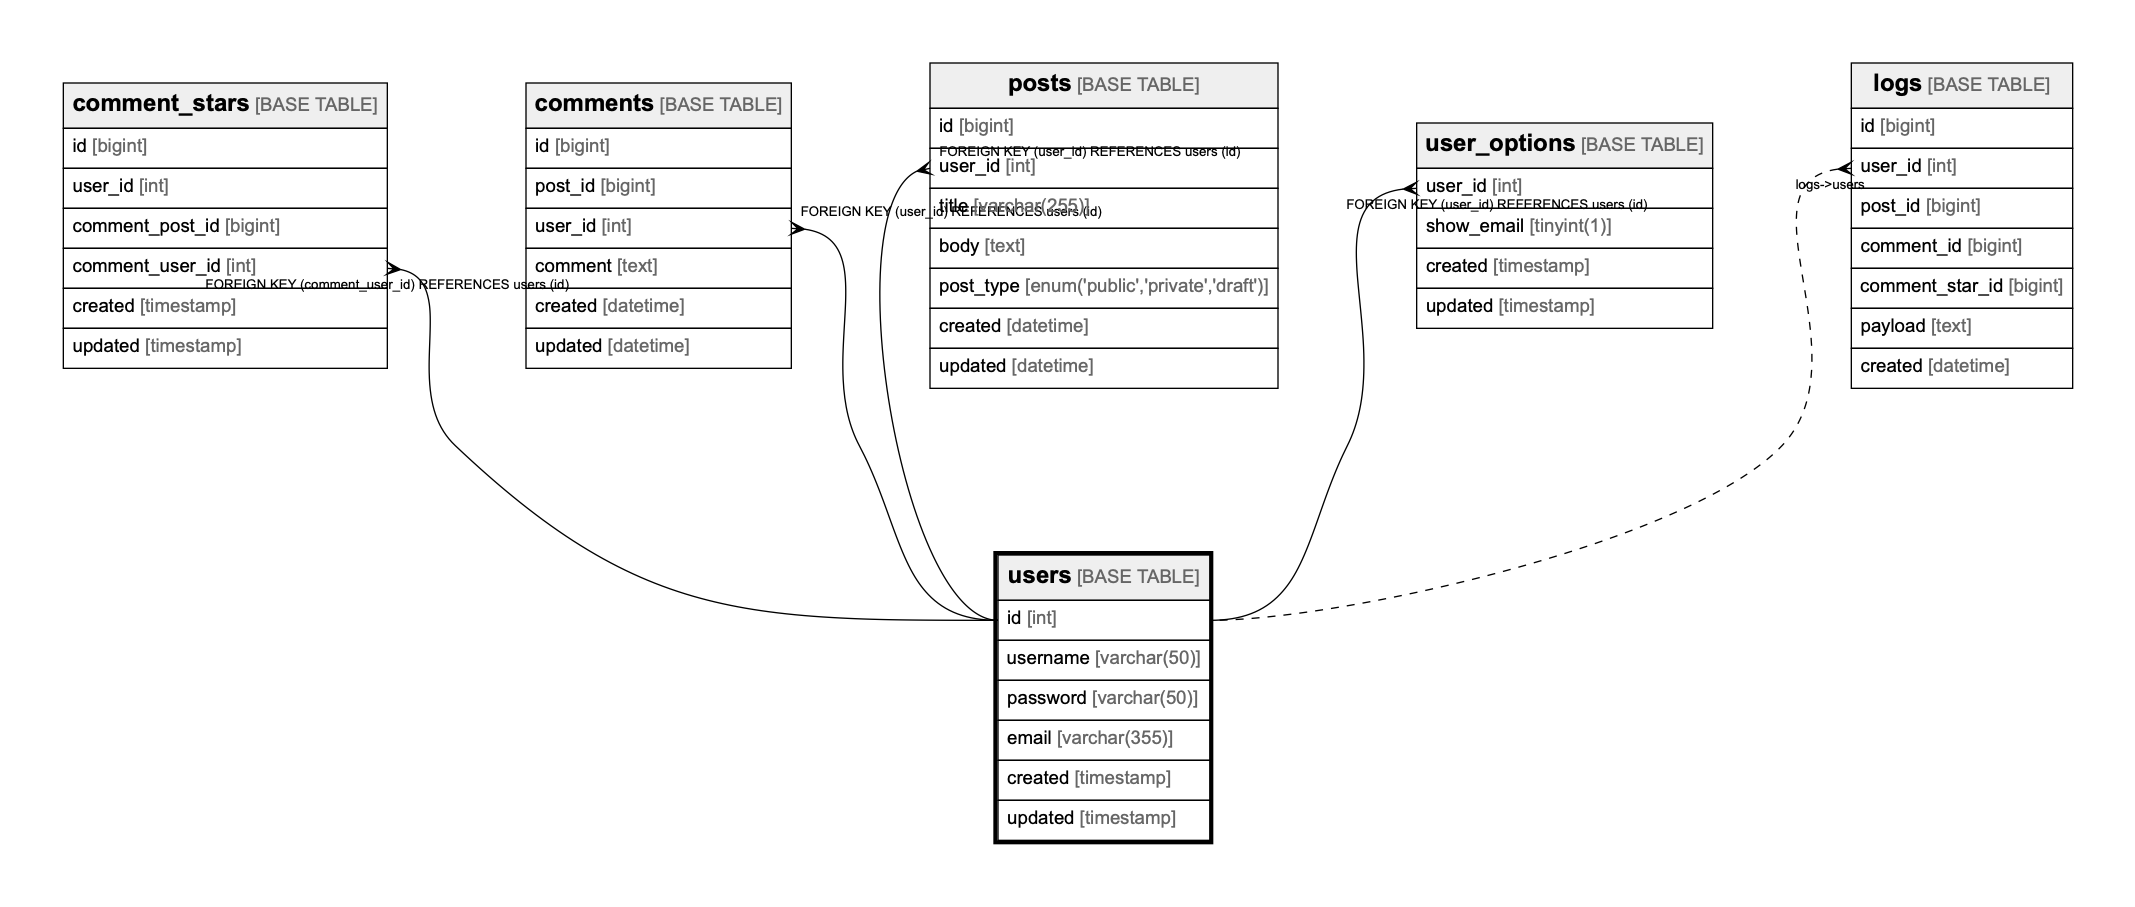 comment_stars [BASE TABLE]
id [bigint]
user_id [int]
comment_post_id [bigint]
comment_user_id [int]
FOREIGN KEY (comment_user_id) REFERENCES users (id)
created [timestamp]
updated [timestamp]
comments [BASE TABLE]
id [bigint]
post_id [bigint]
user_id [int]
FOREIGN KEY (user_id) REFERENCES users (id)
comment [text]
created [datetime]
updated [datetime]
posts [BASE TABLE]
id [bigint]
FOREIGN KEY (user_id) REFERENCES users (id)
user_id [int]
title [varchar(255)]
body [text]
post_type [enum('public','private','draft')]
created [datetime]
updated [datetime]
user_options [BASE TABLE]
user_id [int]
FOREIGN KEY (user_id) REFERENCES users (id)
show_email [tinyint(1)]
created [timestamp]
updated [timestamp]
logs [BASE TABLE]
id [bigint]
user_id [int]
logs->users
post_id [bigint]
comment_id [bigint]
comment_star_id [bigint]
payload [text]
created [datetime]
users [BASE TABLE]
id [int]
username [varchar(50)]
password [varchar(50)]
email [varchar(355)]
created [timestamp]
updated [timestamp]